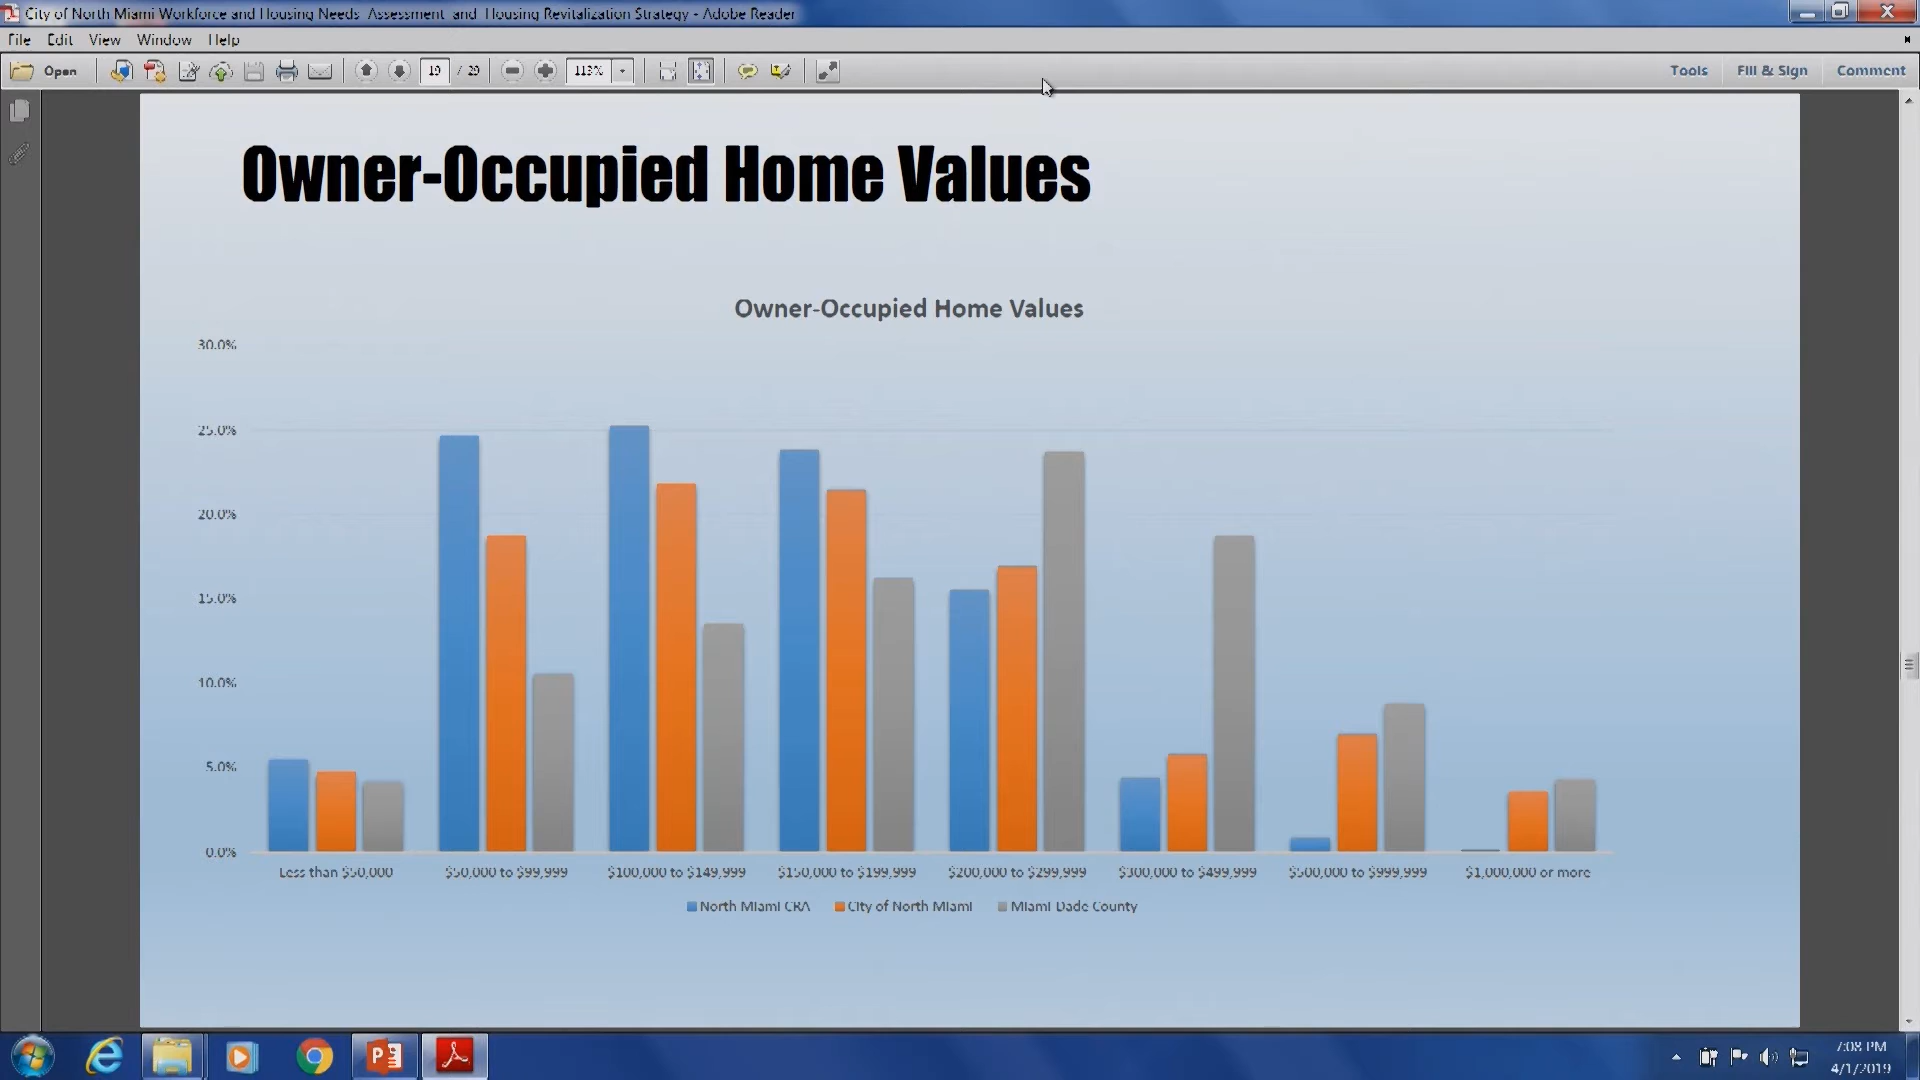 City of North Miami Workforce and Housing Needs Assessment and Housing Revitalization Strategy - Adobe Reader
File Edit View Window Help
Open 19 / 29 113% Tools Fill & Sign Comment
Owner-Occupied Home Values
Owner-Occupied Home Values
30.0%
25.0%
20.0%
15.0%
10.0%
5.0%
0.0%
Less than $50,000 $50,000 to $99,999 $100,000 to $149,999 $150,000 to $199,999 $200,000 to $299,999 $300,000 to $499,999 $500,000 to $999,999 $1,000,000 or more
North Miami CRA City of North Miami Miami Dade County
7:08 PM
4/1/2019